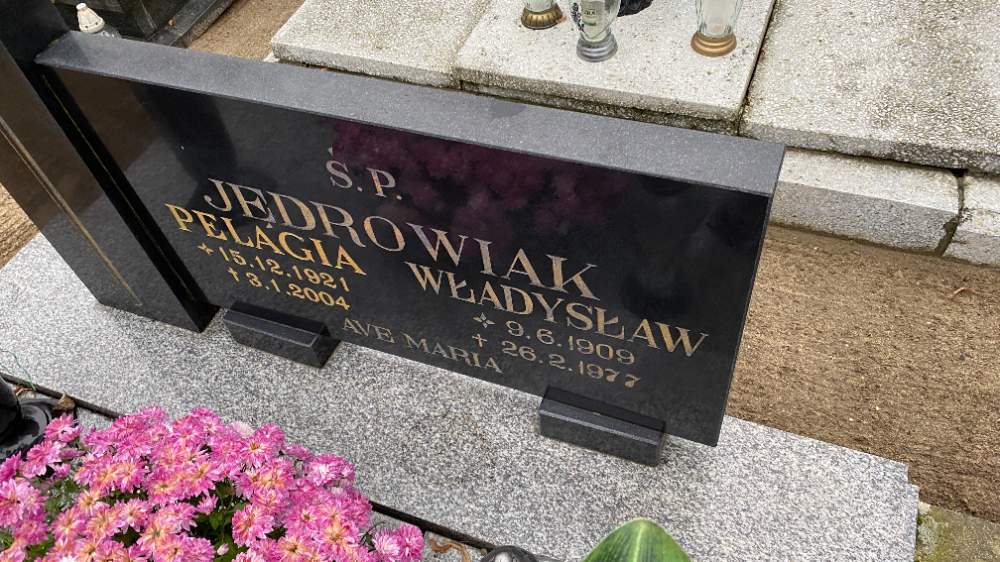 Ś. P.
JĘDROWIAK
PELAGIA
15.12.1921
† 3.1.2004
WŁADYSŁAW
9.6.1909
† 26.2.1977
AVE MARIA